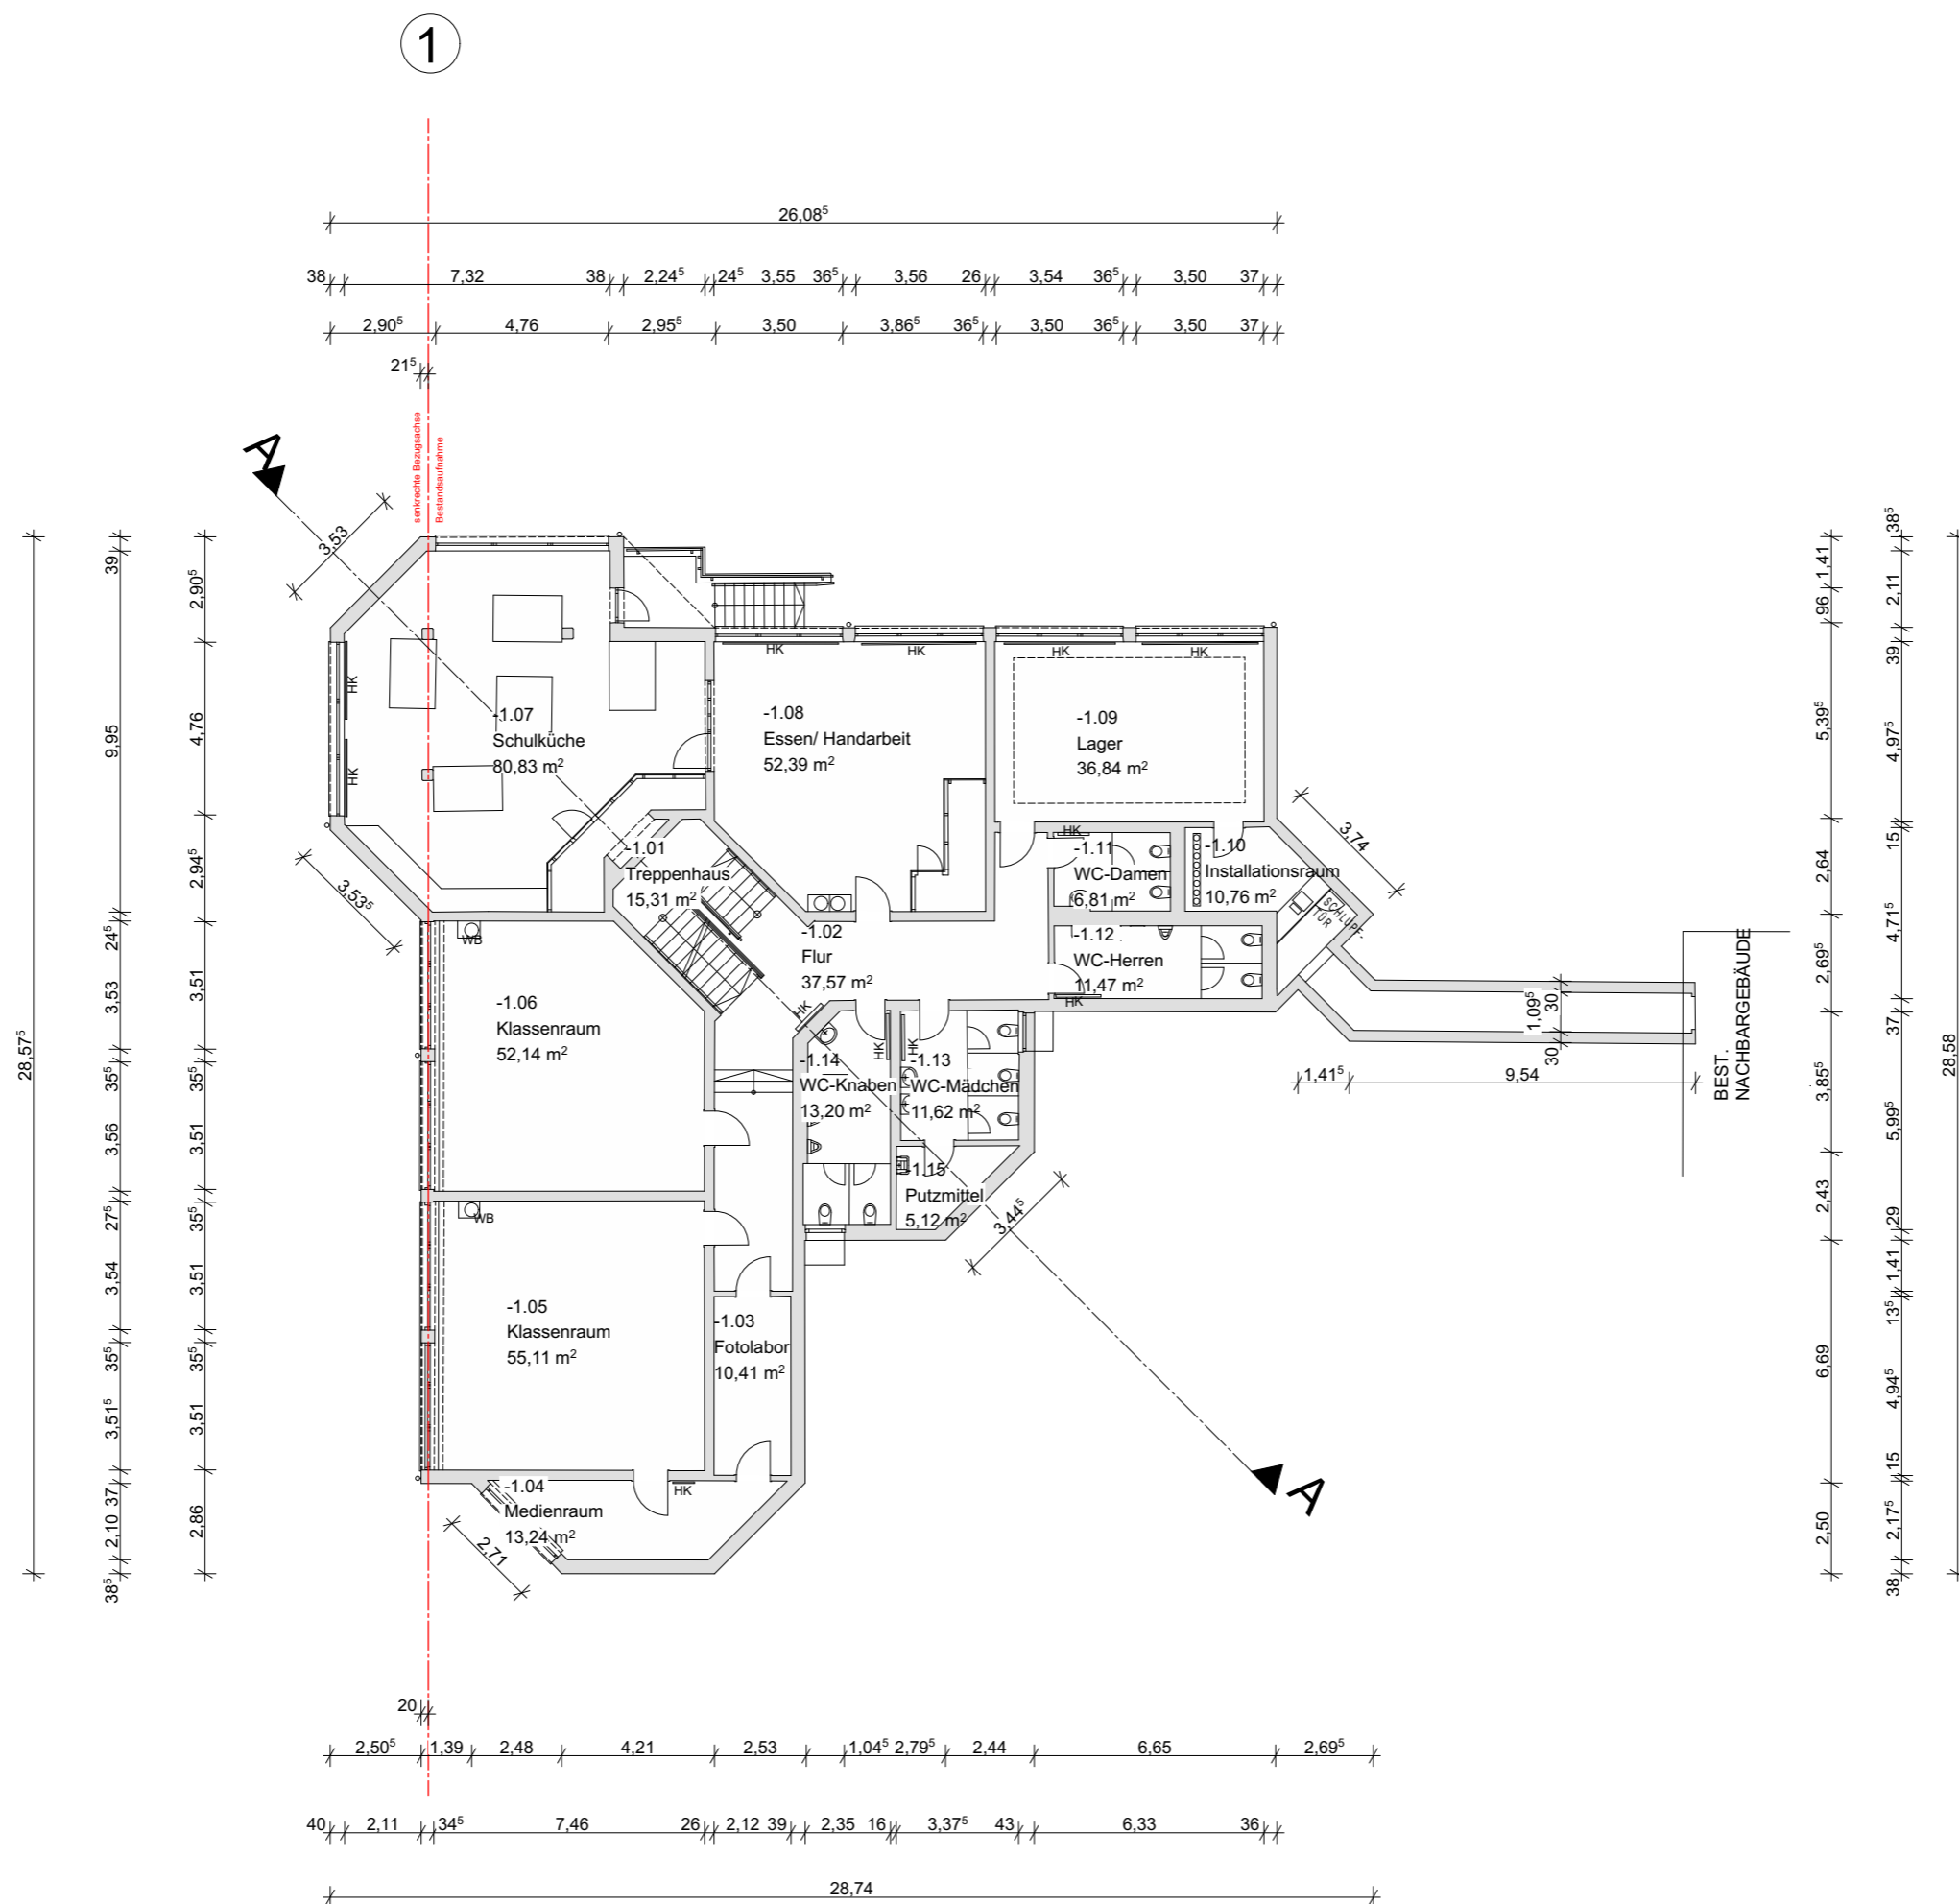 1
26,08⁵
38 7,32 38 2,24⁵ 24⁵ 3,55 36⁵ 3,56 26 3,54 36⁵ 3,50 37
2,90⁵ 4,76 2,95⁵ 3,50 3,86⁵ 36⁵ 3,50 36⁵ 3,50 37
21⁵
senkrechte Bezugsachse
Bestandsaufnahme
A
3,53
HK
HK
HK
HK
HK
HK
-1.07
Schulküche
80,83 m²
-1.08
Essen/ Handarbeit
52,39 m²
-1.09
Lager
36,84 m²
3,74
3,53⁵
-1.01
Treppenhaus
15,31 m²
HK
-1.11
WC-Damen
6,81 m²
-1.10
Installationsraum
10,76 m²
SCHLUPF-
TÜR
WB
-1.02
Flur
37,57 m²
-1.12
WC-Herren
11,47 m²
HK
-1.06
Klassenraum
52,14 m²
HK
HK
HK
-1.14
WC-Knaben
13,20 m²
-1.13
WC-Mädchen
11,62 m²
1,09⁵
30
30
1,41⁵ 9,54
BEST.
NACHBARGEBÄUDE
-1.15
Putzmittel
5,12 m²
3,44⁵
WB
-1.05
Klassenraum
55,11 m²
-1.03
Fotolabor
10,41 m²
-1.04
Medienraum
13,24 m²
HK
2,71
A
28,57⁵
39
9,95
24⁵
3,53
35⁵
3,56
27⁵
3,54
35⁵
3,51⁵
37
2,10
38⁵
2,90⁵
4,76
2,94⁵
3,51
35⁵
3,51
35⁵
3,51
35⁵
3,51
2,86
1,41
96
5,39⁵
2,64
2,69⁵
3,85⁵
2,43
6,69
2,50
38⁵
2,11
39
4,97⁵
15
4,71⁵
37
5,99⁵
29
1,41
13⁵
4,94⁵
15
2,17⁵
38
28,58
20
2,50⁵ 1,39 2,48 4,21 2,53 1,04⁵ 2,79⁵ 2,44 6,65 2,69⁵
40 2,11 34⁵ 7,46 26 2,12 39 2,35 16 3,37⁵ 43 6,33 36
28,74